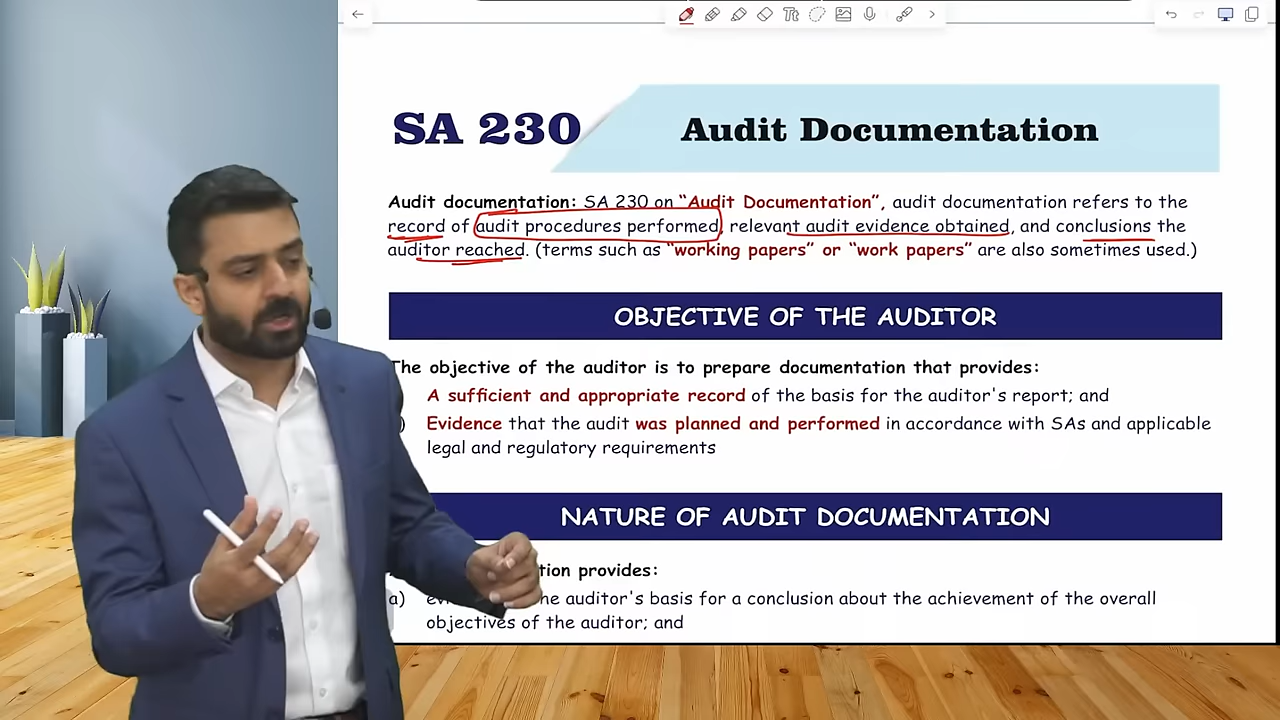 SA 230
Audit Documentation
Audit documentation: SA 230 on “Audit Documentation”, audit documentation refers to the
record of audit procedures performed, relevant audit evidence obtained, and conclusions the
auditor reached. (terms such as “working papers” or “work papers” are also sometimes used.)
OBJECTIVE OF THE AUDITOR
The objective of the auditor is to prepare documentation that provides:
A sufficient and appropriate record of the basis for the auditor's report; and
Evidence that the audit was planned and performed in accordance with SAs and applicable
legal and regulatory requirements
NATURE OF AUDIT DOCUMENTATION
provides:
a) the auditor's basis for a conclusion about the achievement of the overall
objectives of the auditor; and